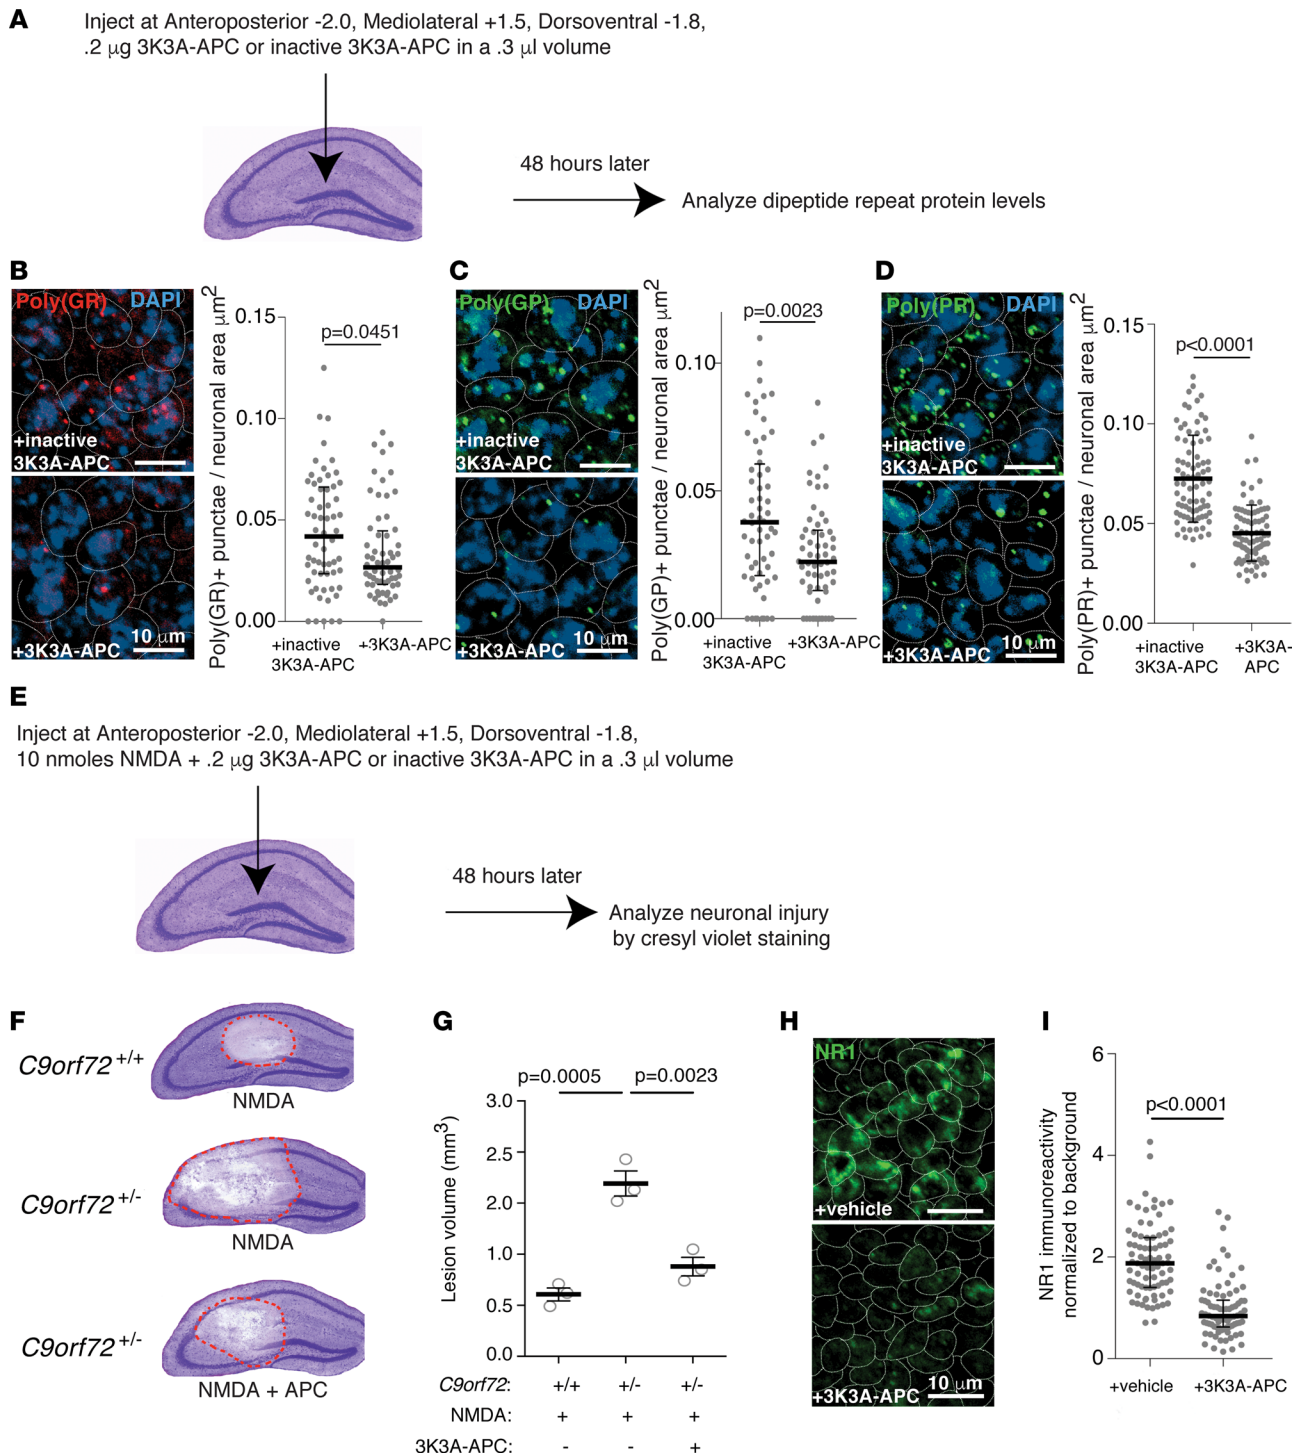 A
Inject at Anteroposterior -2.0, Mediolateral +1.5, Dorsoventral -1.8,
.2 μg 3K3A-APC or inactive 3K3A-APC in a .3 μl volume
48 hours later
Analyze dipeptide repeat protein levels
B
Poly(GR) DAPI
+inactive
3K3A-APC
+3K3A-APC
10 μm
Poly(GR)+ punctae / neuronal area μm2
0.15
0.10
0.05
0.00
p=0.0451
+inactive
3K3A-APC
+3K3A-APC
C
Poly(GP) DAPI
+inactive
3K3A-APC
+3K3A-APC
10 μm
Poly(GP)+ punctae / neuronal area μm2
0.10
0.05
0.00
p=0.0023
+inactive
3K3A-APC
+3K3A-APC
D
Poly(PR) DAPI
+inactive
3K3A-APC
+3K3A-APC
10 μm
Poly(PR)+ punctae / neuronal area μm2
0.15
0.10
0.05
0.00
p<0.0001
+inactive
3K3A-APC
+3K3A-
APC
E
Inject at Anteroposterior -2.0, Mediolateral +1.5, Dorsoventral -1.8,
10 nmoles NMDA + .2 μg 3K3A-APC or inactive 3K3A-APC in a .3 μl volume
48 hours later
Analyze neuronal injury
by cresyl violet staining
F
C9orf72 +/+
NMDA
C9orf72 +/-
NMDA
C9orf72 +/-
NMDA + APC
G
p=0.0005 p=0.0023
Lesion volume (mm3)
3.0
2.5
2.0
1.0
0.5
0.0
C9orf72: +/+ +/- +/-
NMDA: + + +
3K3A-APC: - - +
H
NR1
+vehicle
+3K3A-APC
10 μm
I
NR1 immunoreactivity
normalized to background
6
4
2
0
p<0.0001
+vehicle
+3K3A-APC